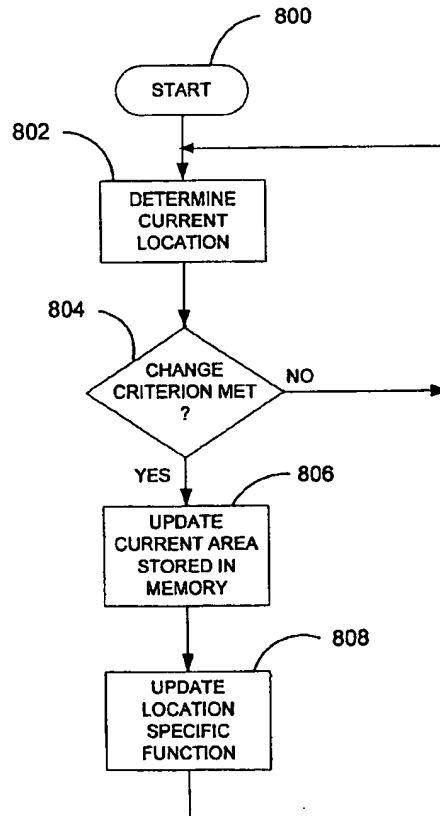 800
START
802
DETERMINE
CURRENT
LOCATION
804
CHANGE
CRITERION MET
?
NO
YES
806
UPDATE
CURRENT AREA
STORED IN
MEMORY
808
UPDATE
LOCATION
SPECIFIC
FUNCTION